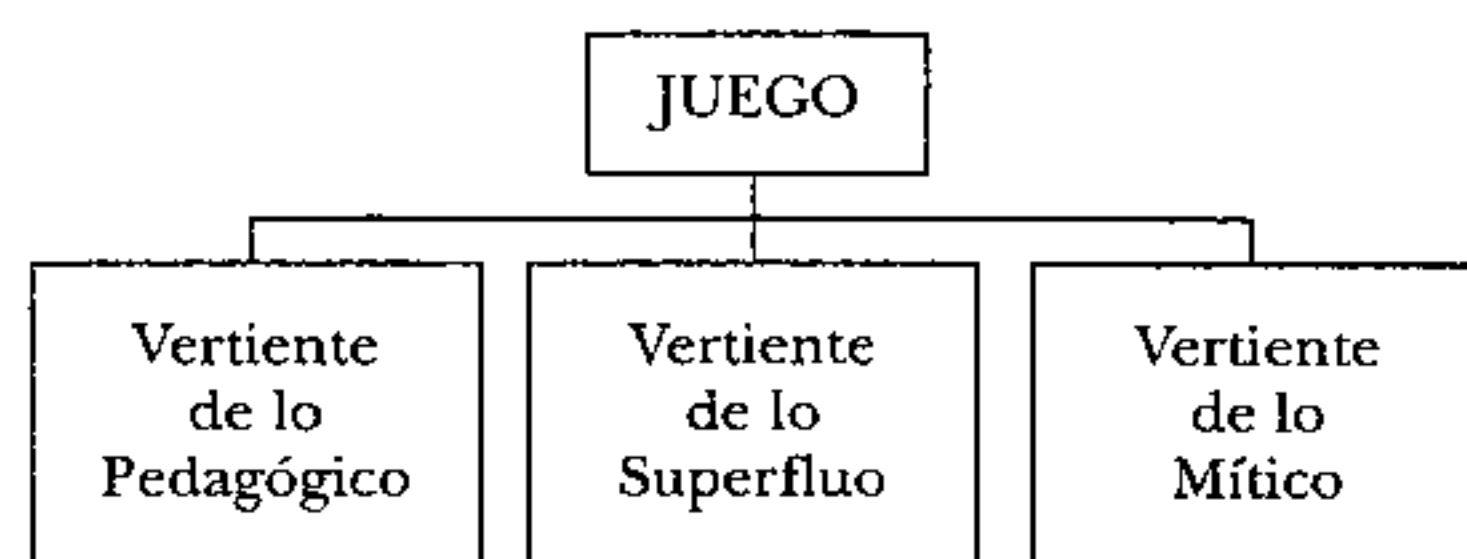 JUEGO
Vertiente
de lo
Pedagógico
Vertiente
de lo
Superfluo
Vertiente
de lo
Mítico